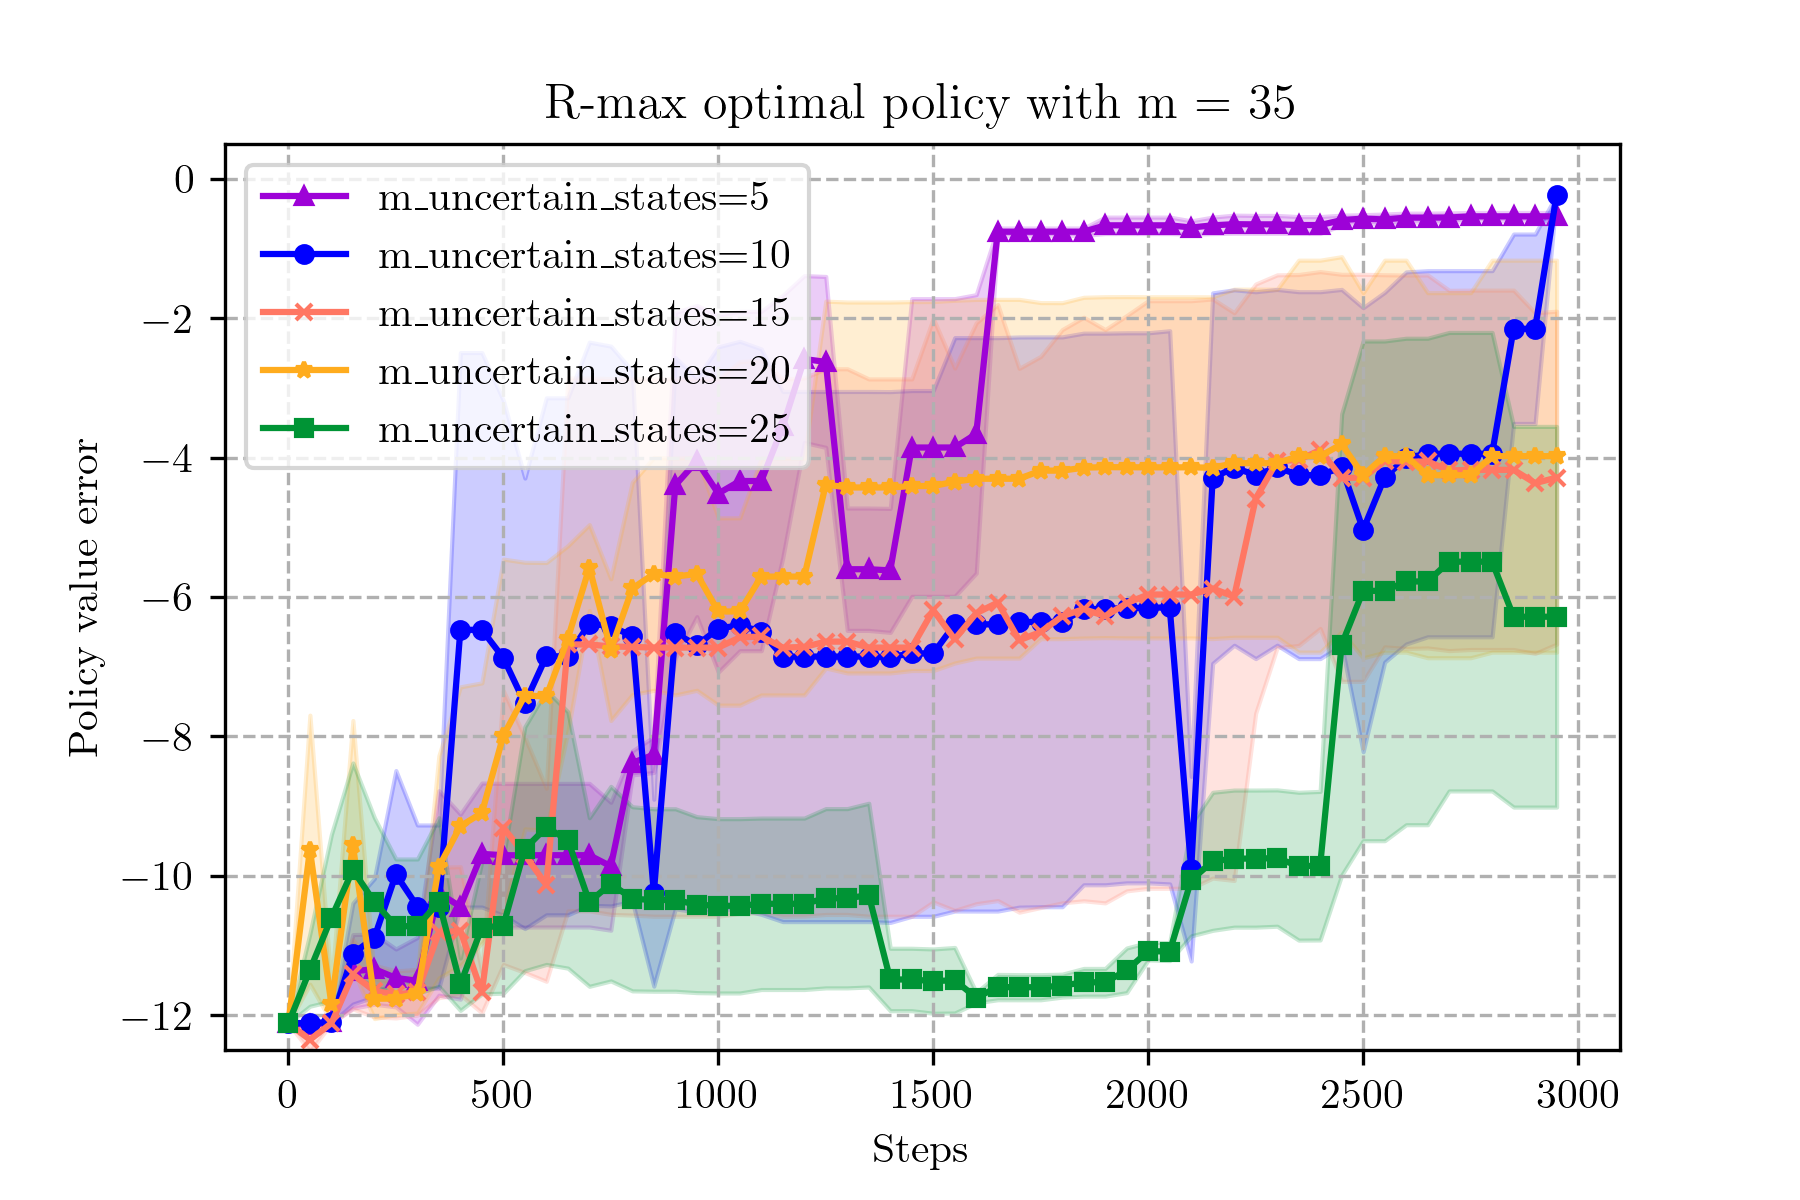 R-max optimal policy with m = 35
m_uncertain_states=5
m_uncertain_states=10
m_uncertain_states=15
m_uncertain_states=20
m_uncertain_states=25
Policy value error
0
−2
−4
−6
−8
−10
−12
0 500 1000 1500 2000 2500 3000
Steps